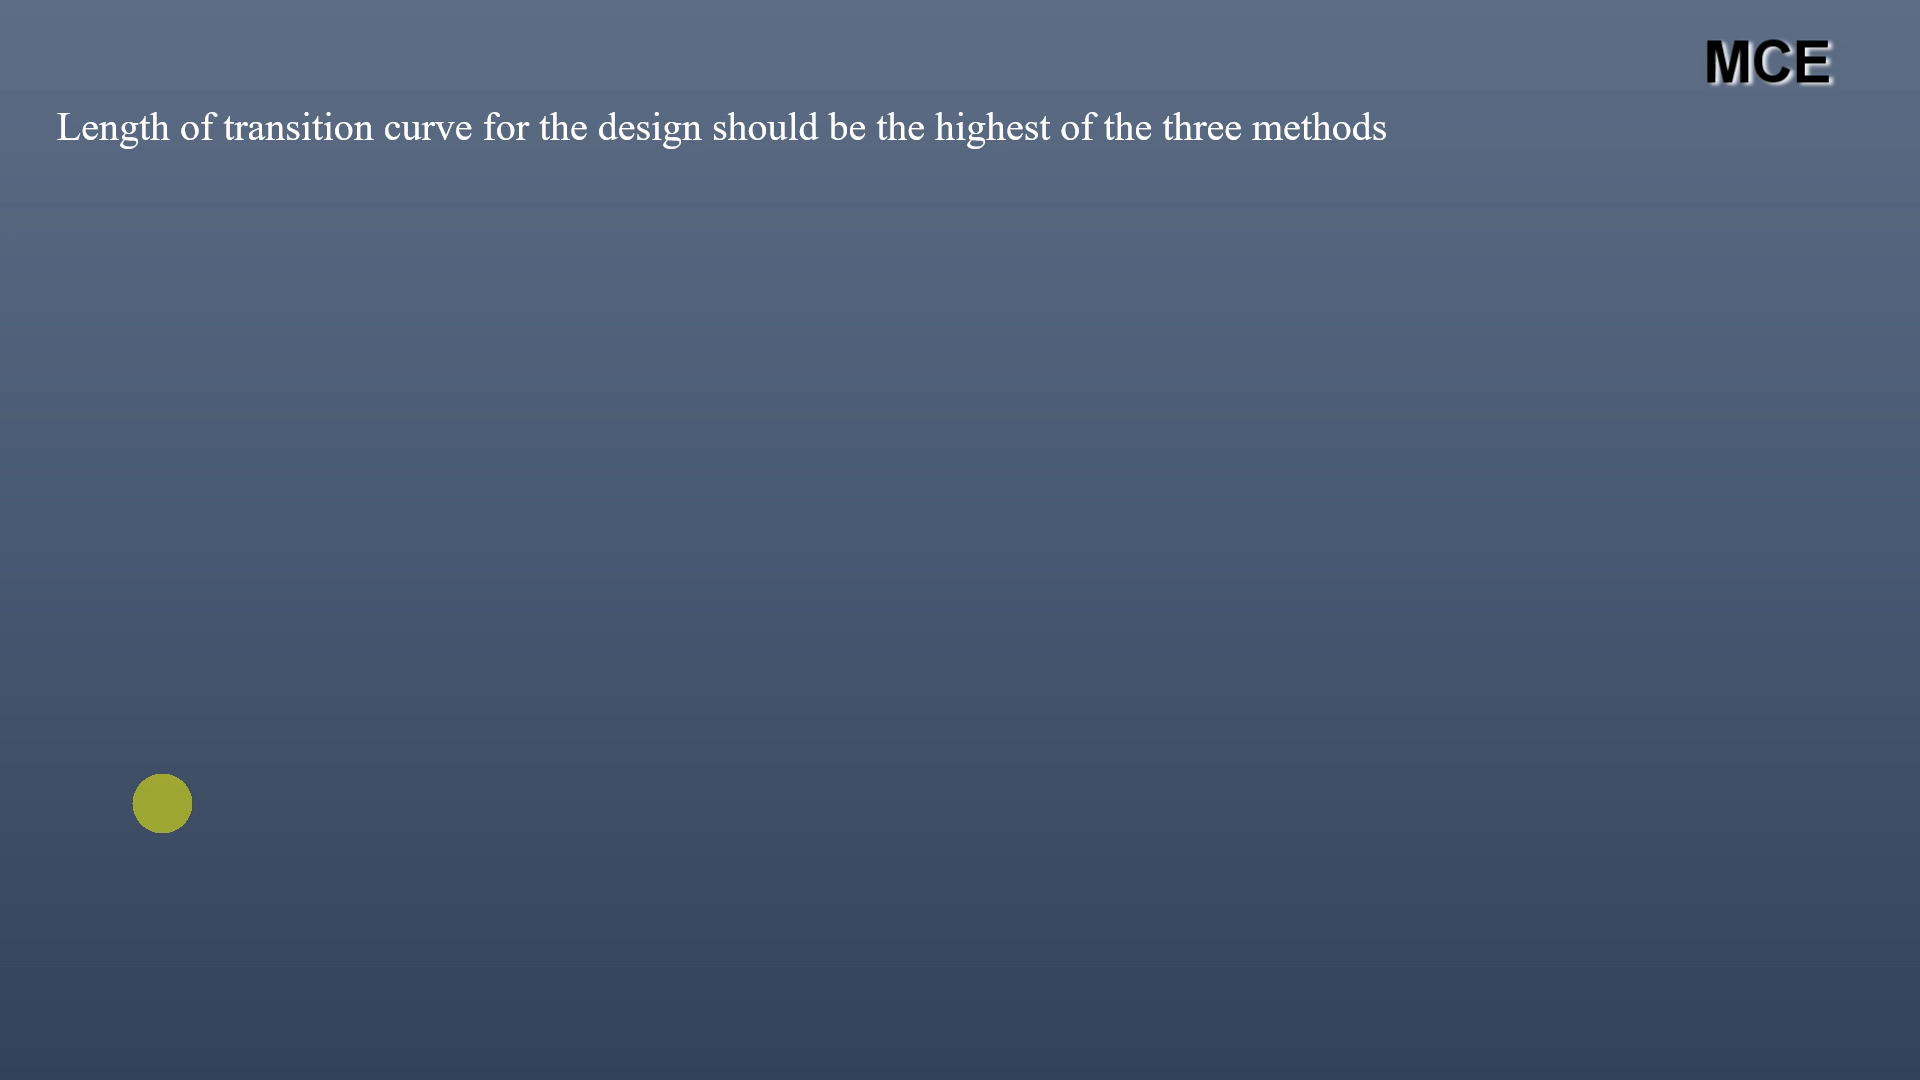 MCE
Length of transition curve for the design should be the highest of the three methods